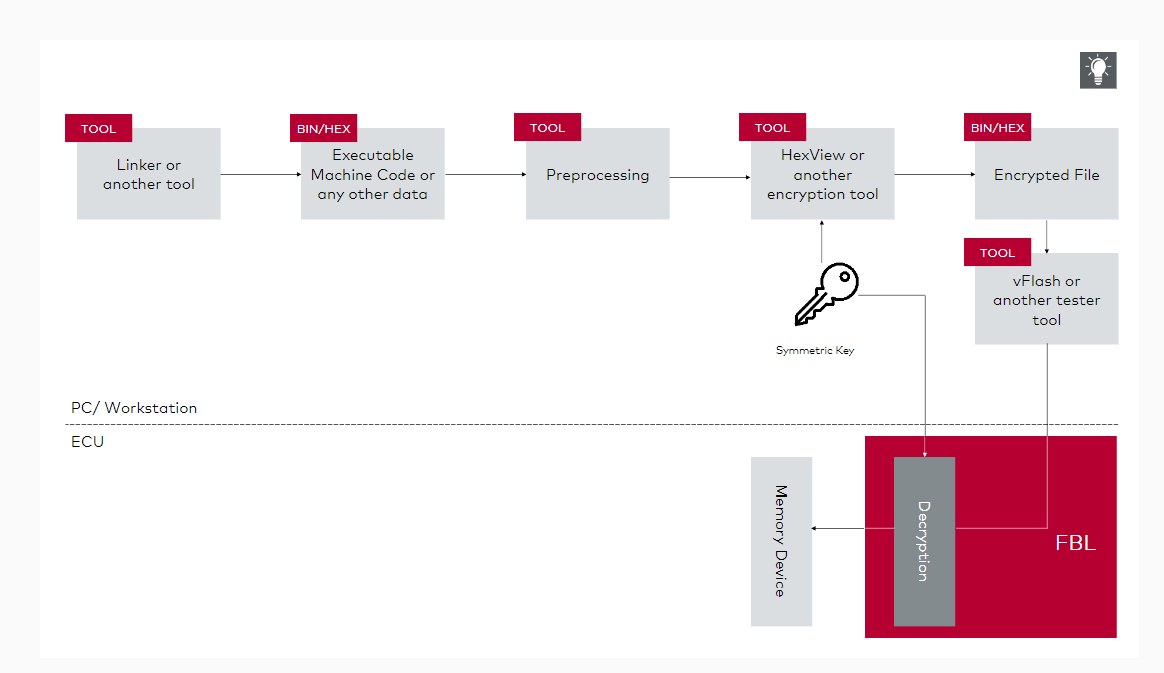 TOOL
Linker or
another tool
BIN/HEX
Executable
Machine Code or
any other data
TOOL
Preprocessing
TOOL
HexView or
another
encryption tool
BIN/HEX
Encrypted File
TOOL
vFlash or
another tester
tool
Symmetric Key
PC/ Workstation
ECU
Memory Device
Decryption
FBL